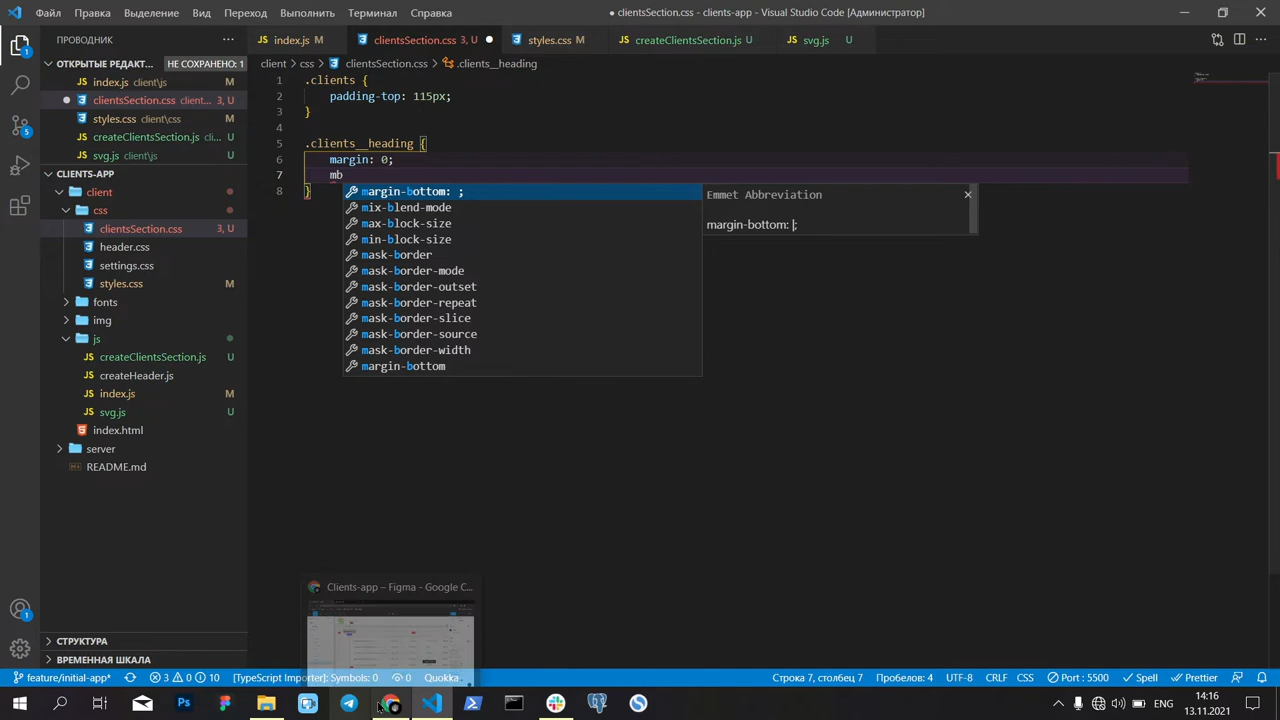 Файл Правка Выделение Вид Переход Выполнить Терминал Справка
● clientsSection.css - clients-app - Visual Studio Code [Администратор]
ПРОВОДНИК
index.js M
clientsSection.css 3, U
styles.css M
createClientsSection.js U
svg.js U
client > css > clientsSection.css > .clients__heading
ОТКРЫТЫЕ РЕДАКТ... НЕ СОХРАНЕНО: 1
index.js client\js M
clientsSection.css client... 3, U
styles.css client\css M
createClientsSection.js client\... U
svg.js client\js U
CLIENTS-APP
client
css
clientsSection.css 3, U
header.css
settings.css
styles.css M
fonts
img
js
createClientsSection.js U
createHeader.js
index.js M
svg.js U
index.html
server
README.md
СТРУКТУРА
ВРЕМЕННАЯ ШКАЛА
1 .clients {
2 padding-top: 115px;
3 }
4
5 .clients__heading {
6 margin: 0;
7 mb
8 }
margin-bottom: ;
mix-blend-mode
max-block-size
min-block-size
mask-border
mask-border-mode
mask-border-outset
mask-border-repeat
mask-border-slice
mask-border-source
mask-border-width
margin-bottom
Emmet Abbreviation
margin-bottom: |;
Clients-app – Figma - Google C...
feature/initial-app* 3 0 10 [TypeScript Importer]: Symbols: 0 0 Quokka
Строка 7, столбец 7 Пробелов: 4 UTF-8 CRLF CSS Port : 5500 Spell Prettier
1
5
1
Ps
ENG
14:16
13.11.2021